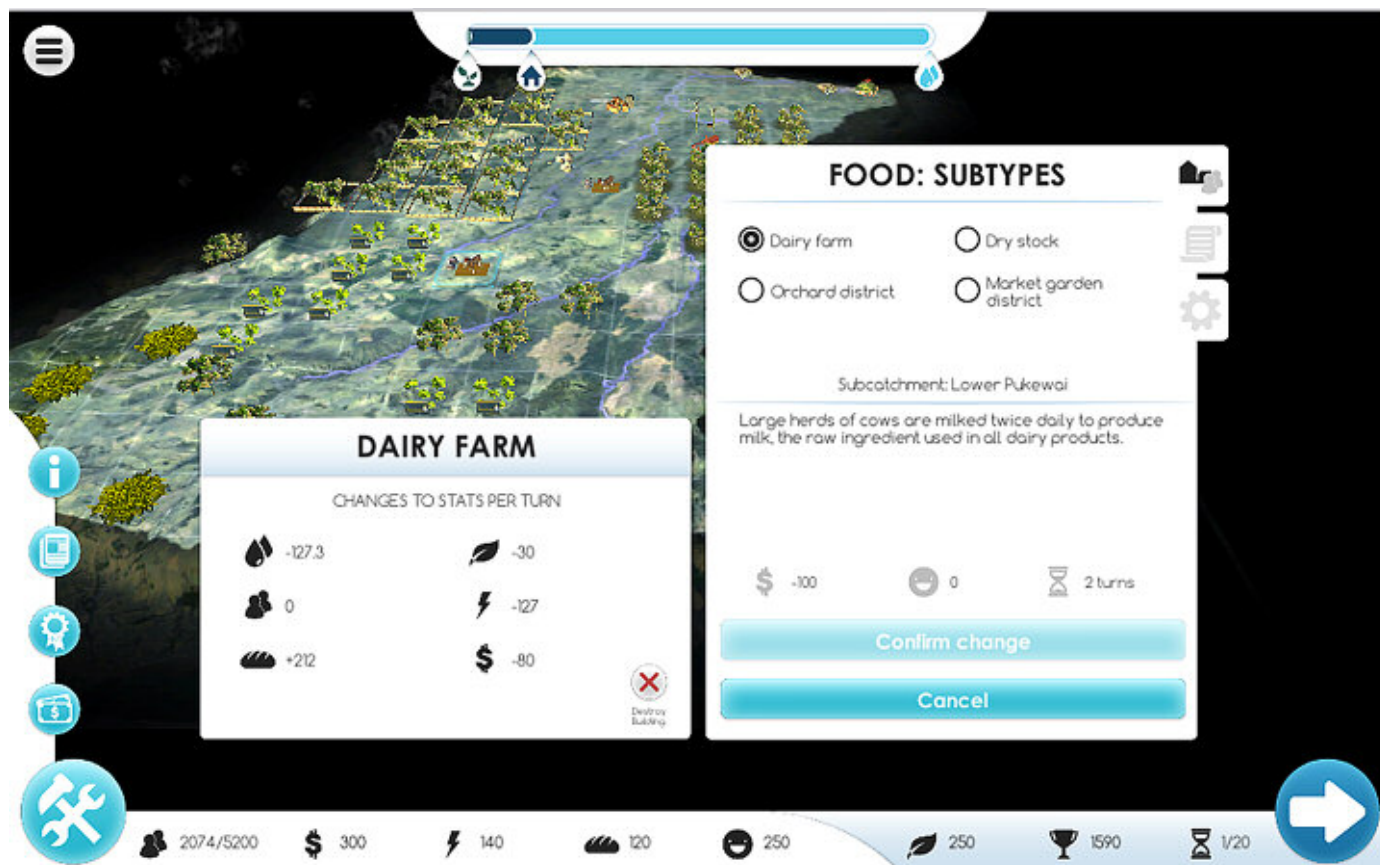 FOOD: SUBTYPES
Dairy farm
Dry stock
Orchard district
Market garden
district
Subcatchment: Lower Pukewai
Large herds of cows are milked twice daily to produce
milk, the raw ingredient used in all dairy products.
$ -100
0
2 turns
Confirm change
Cancel
DAIRY FARM
CHANGES TO STATS PER TURN
-127.3
-30
0
-127
+212
$ -80
Destroy
Building
2074/5200
$ 300
140
120
250
250
1590
1/20